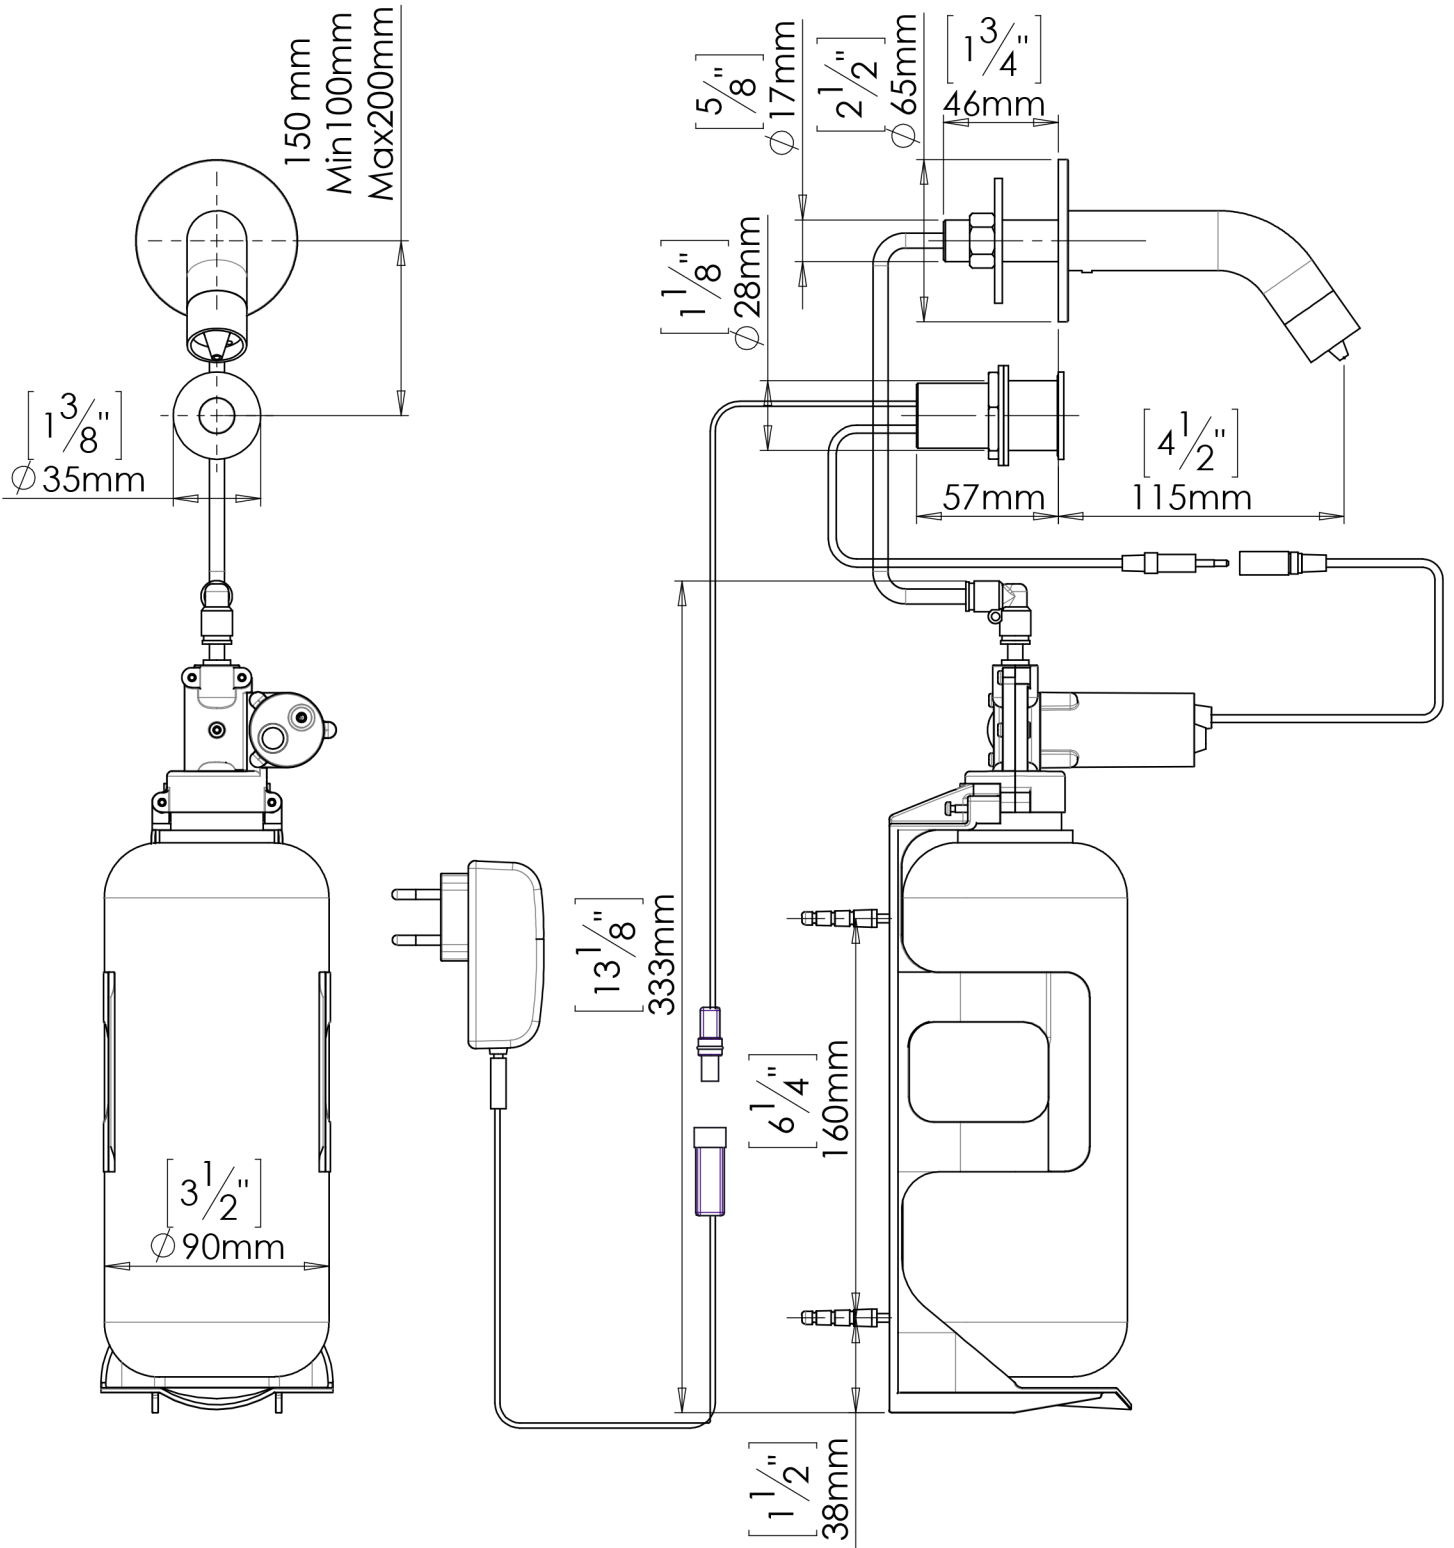 150 mm
Min100mm
Max200mm
[5/8"]
⌀17mm
[2 1/2"]
⌀65mm
[1 3/4"]
46mm
[1 1/8"]
⌀28mm
[1 3/8"]
⌀35mm
[4 1/2"]
57mm
115mm
[13 1/8"]
333mm
[6 1/4"]
160mm
[3 1/2"]
⌀90mm
[1 1/2"]
38mm